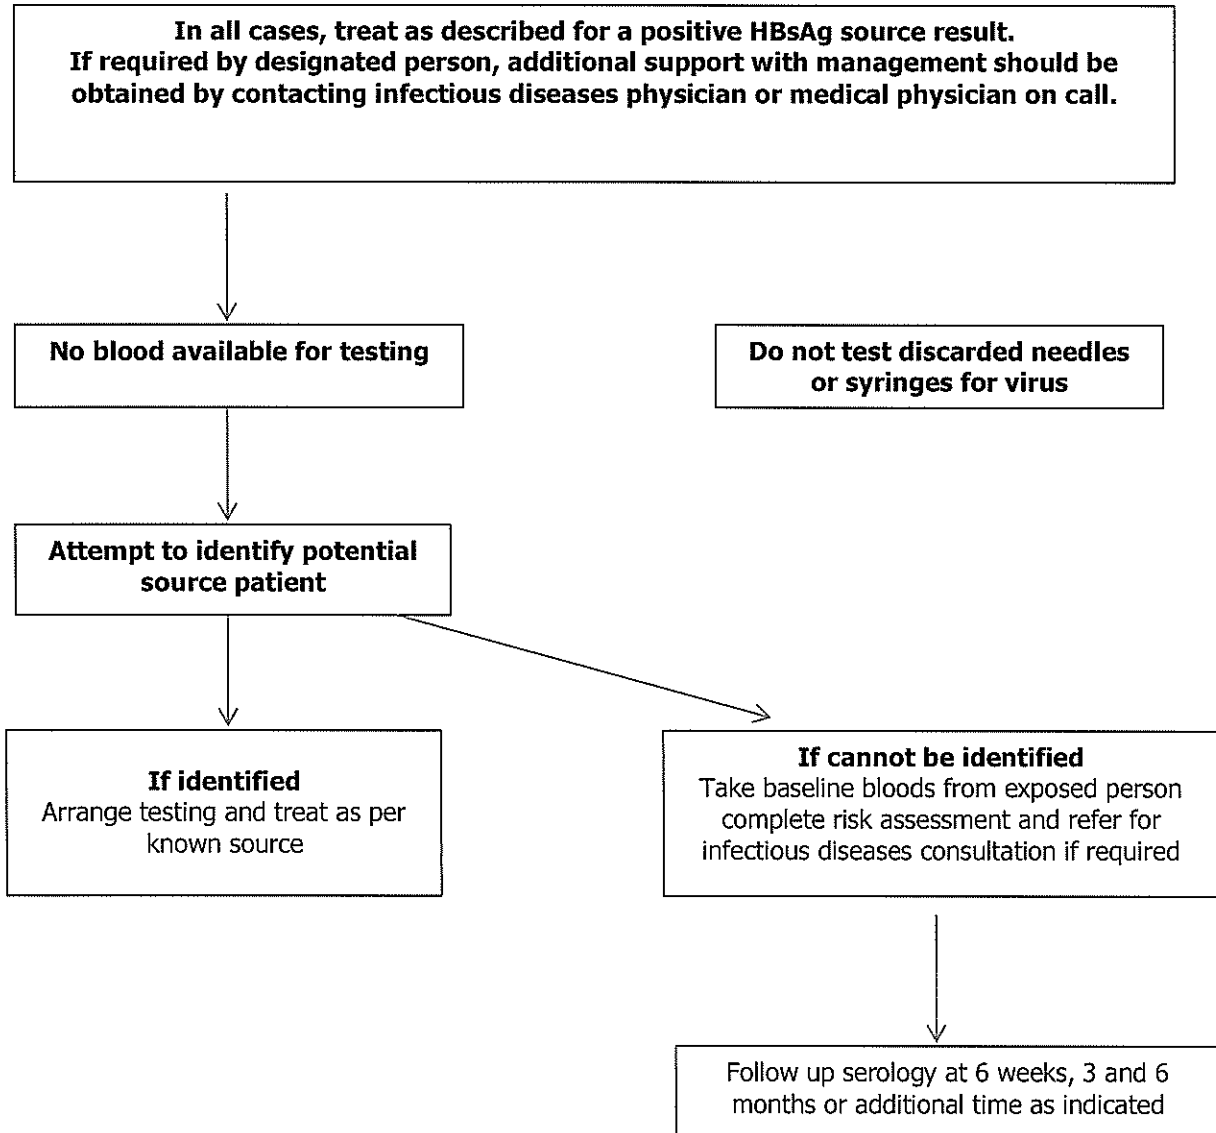 In all cases, treat as described for a positive HBsAg source result.
If required by designated person, additional support with management should be
obtained by contacting infectious diseases physician or medical physician on call.
No blood available for testing
Do not test discarded needles
or syringes for virus
Attempt to identify potential
source patient
If identified
Arrange testing and treat as per
known source
If cannot be identified
Take baseline bloods from exposed person
complete risk assessment and refer for
infectious diseases consultation if required
Follow up serology at 6 weeks, 3 and 6
months or additional time as indicated